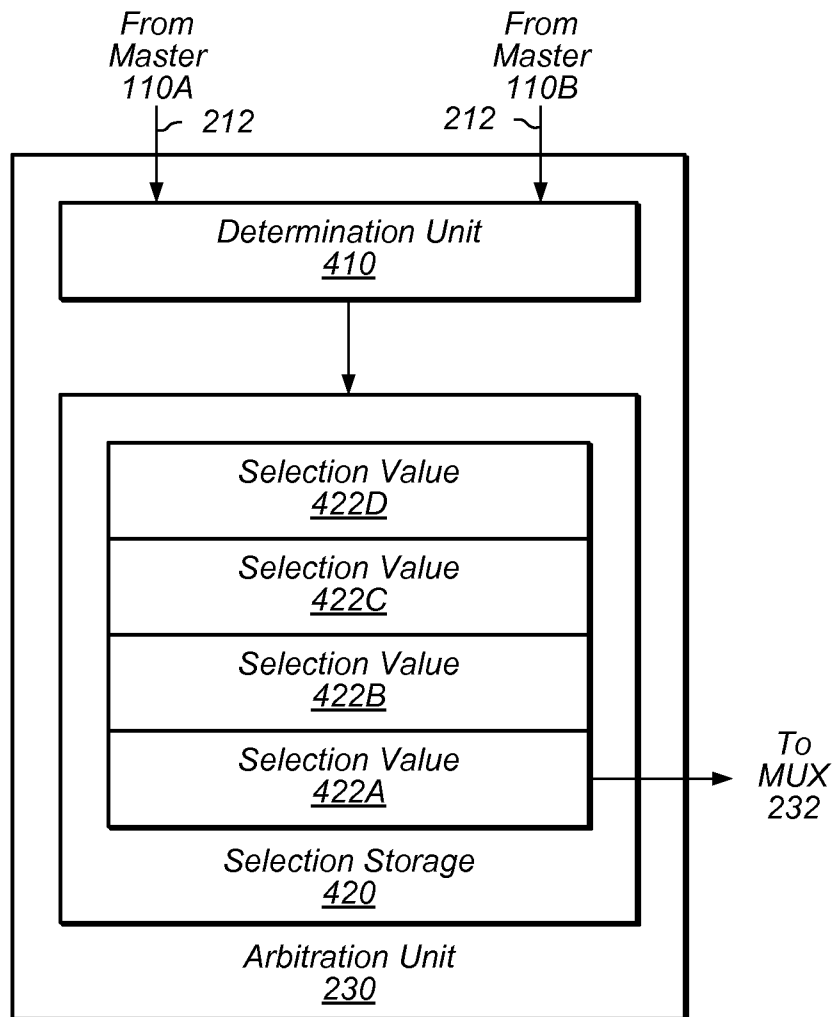 From
Master
110A
From
Master
110B
212
212
Determination Unit
410
Selection Value
422D
Selection Value
422C
Selection Value
422B
Selection Value
422A
To
MUX
232
Selection Storage
420
Arbitration Unit
230